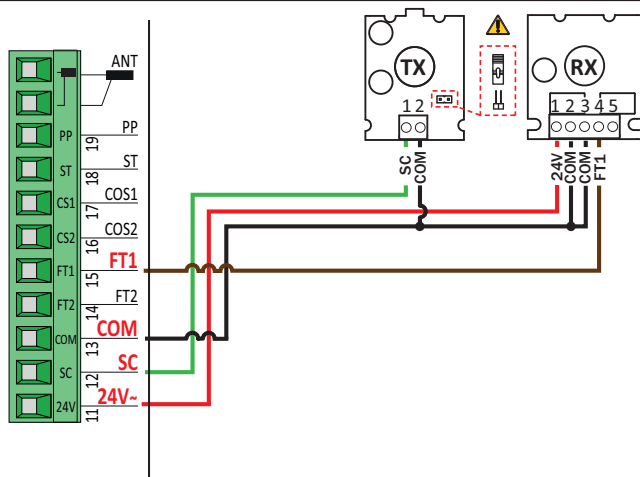 ANT
PP 19 PP
ST 18 ST
CS1 17 COS1
CS2 16 COS2
FT1 15 FT1
FT2 14 FT2
COM 13 COM
SC 12 SC
24V 11 24V~
TX
1 2
SC COM
RX
1 2 3 4 5
24V COM COM FT1